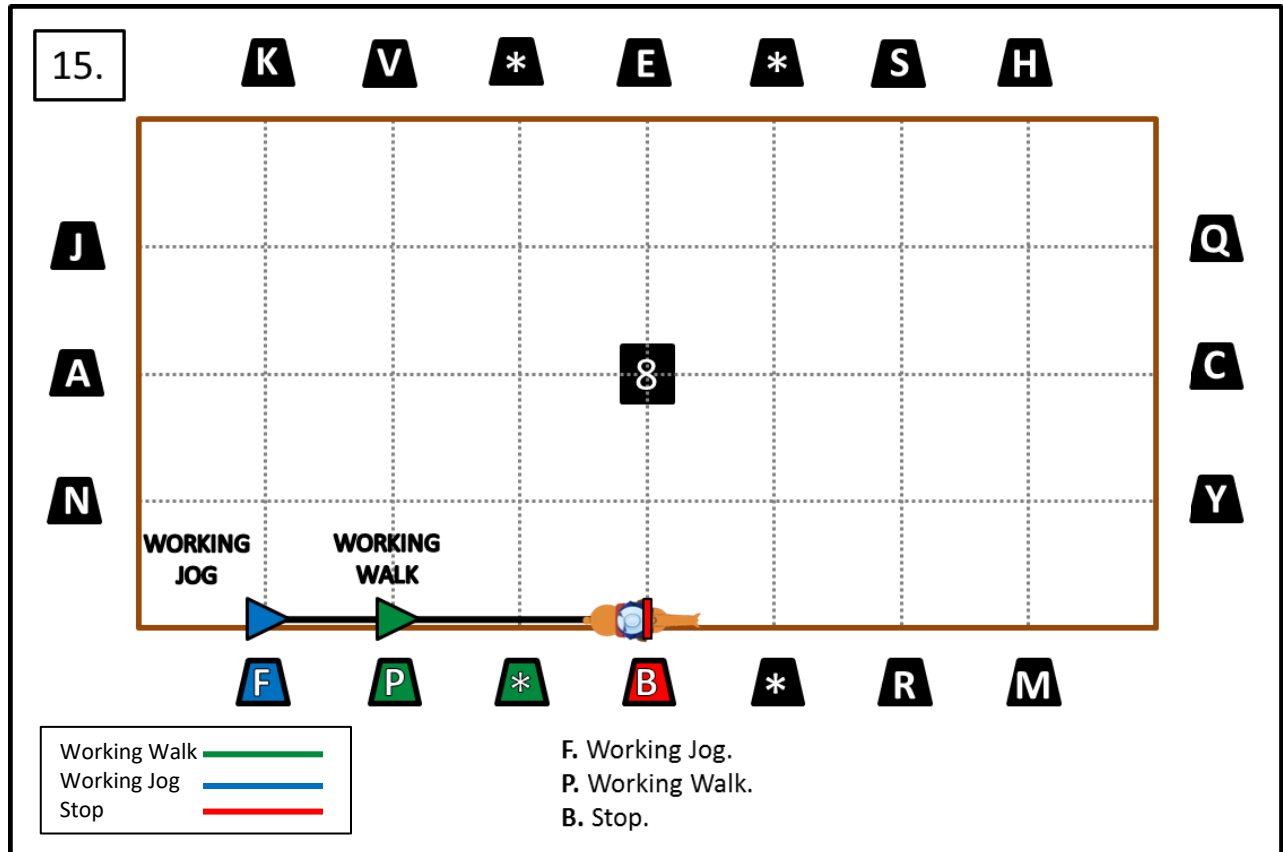 15.
K V * E * S H
J Q
8
A C
N Y
WORKING
JOG
WORKING
WALK
F P * B * R M
Working Walk
Working Jog
Stop
F. Working Jog.
P. Working Walk.
B. Stop.